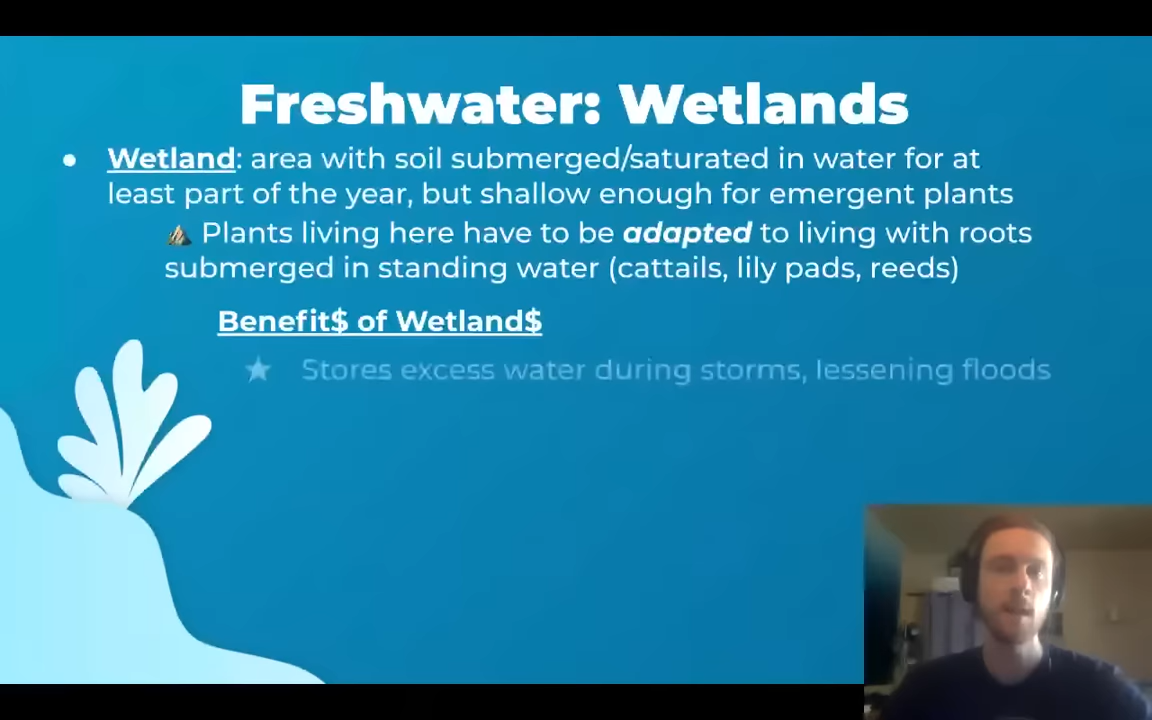 Freshwater: Wetlands
● Wetland: area with soil submerged/saturated in water for at
least part of the year, but shallow enough for emergent plants
Plants living here have to be adapted to living with roots
submerged in standing water (cattails, lily pads, reeds)
Benefit$ of Wetland$
★ Stores excess water during storms, lessening floods